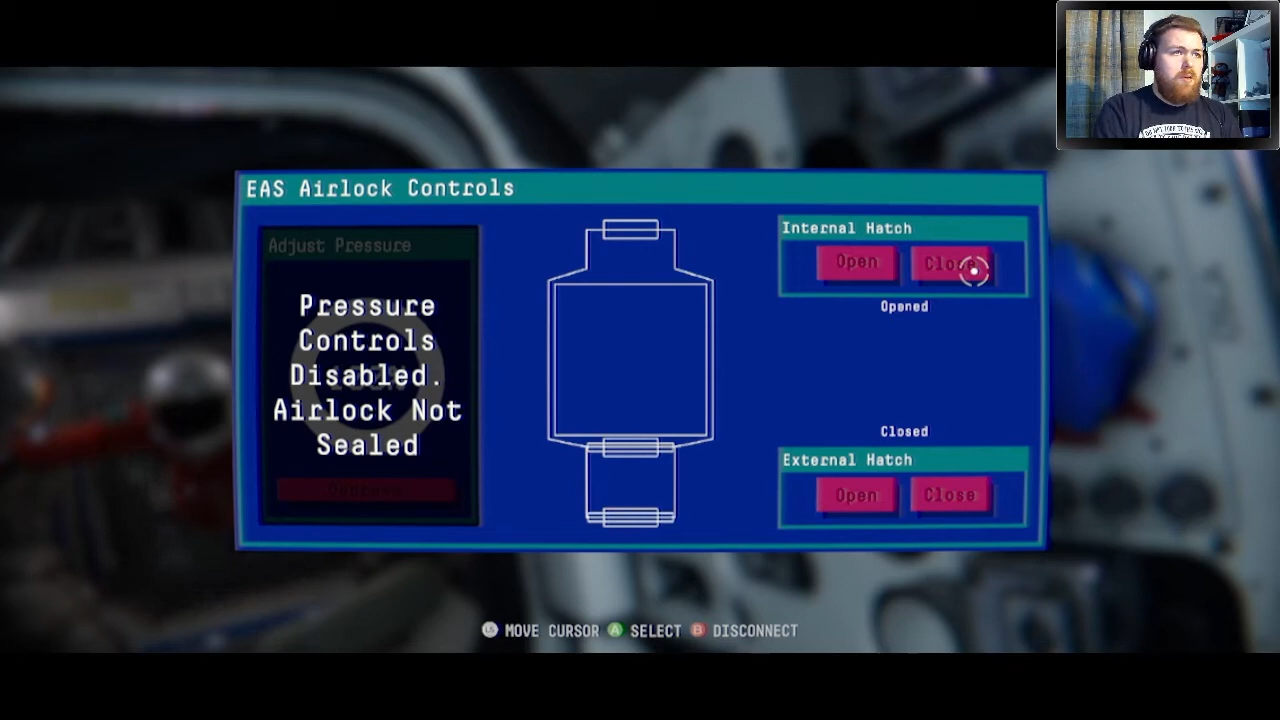 EAS Airlock Controls
Adjust Pressure
Pressure
Controls
Disabled.
Airlock Not
Sealed
Internal Hatch
Open Close
Opened
Closed
External Hatch
Open Close
MOVE CURSOR A SELECT B DISCONNECT